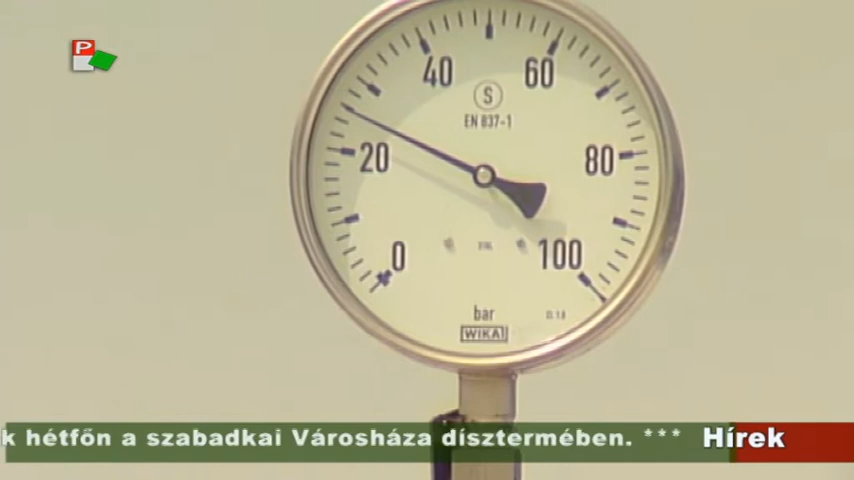 P
40 60
S
EN 837-1
20 80
0 100
bar
WIKA
k hétfőn a szabadkai Városháza dísztermében. *** Hírek